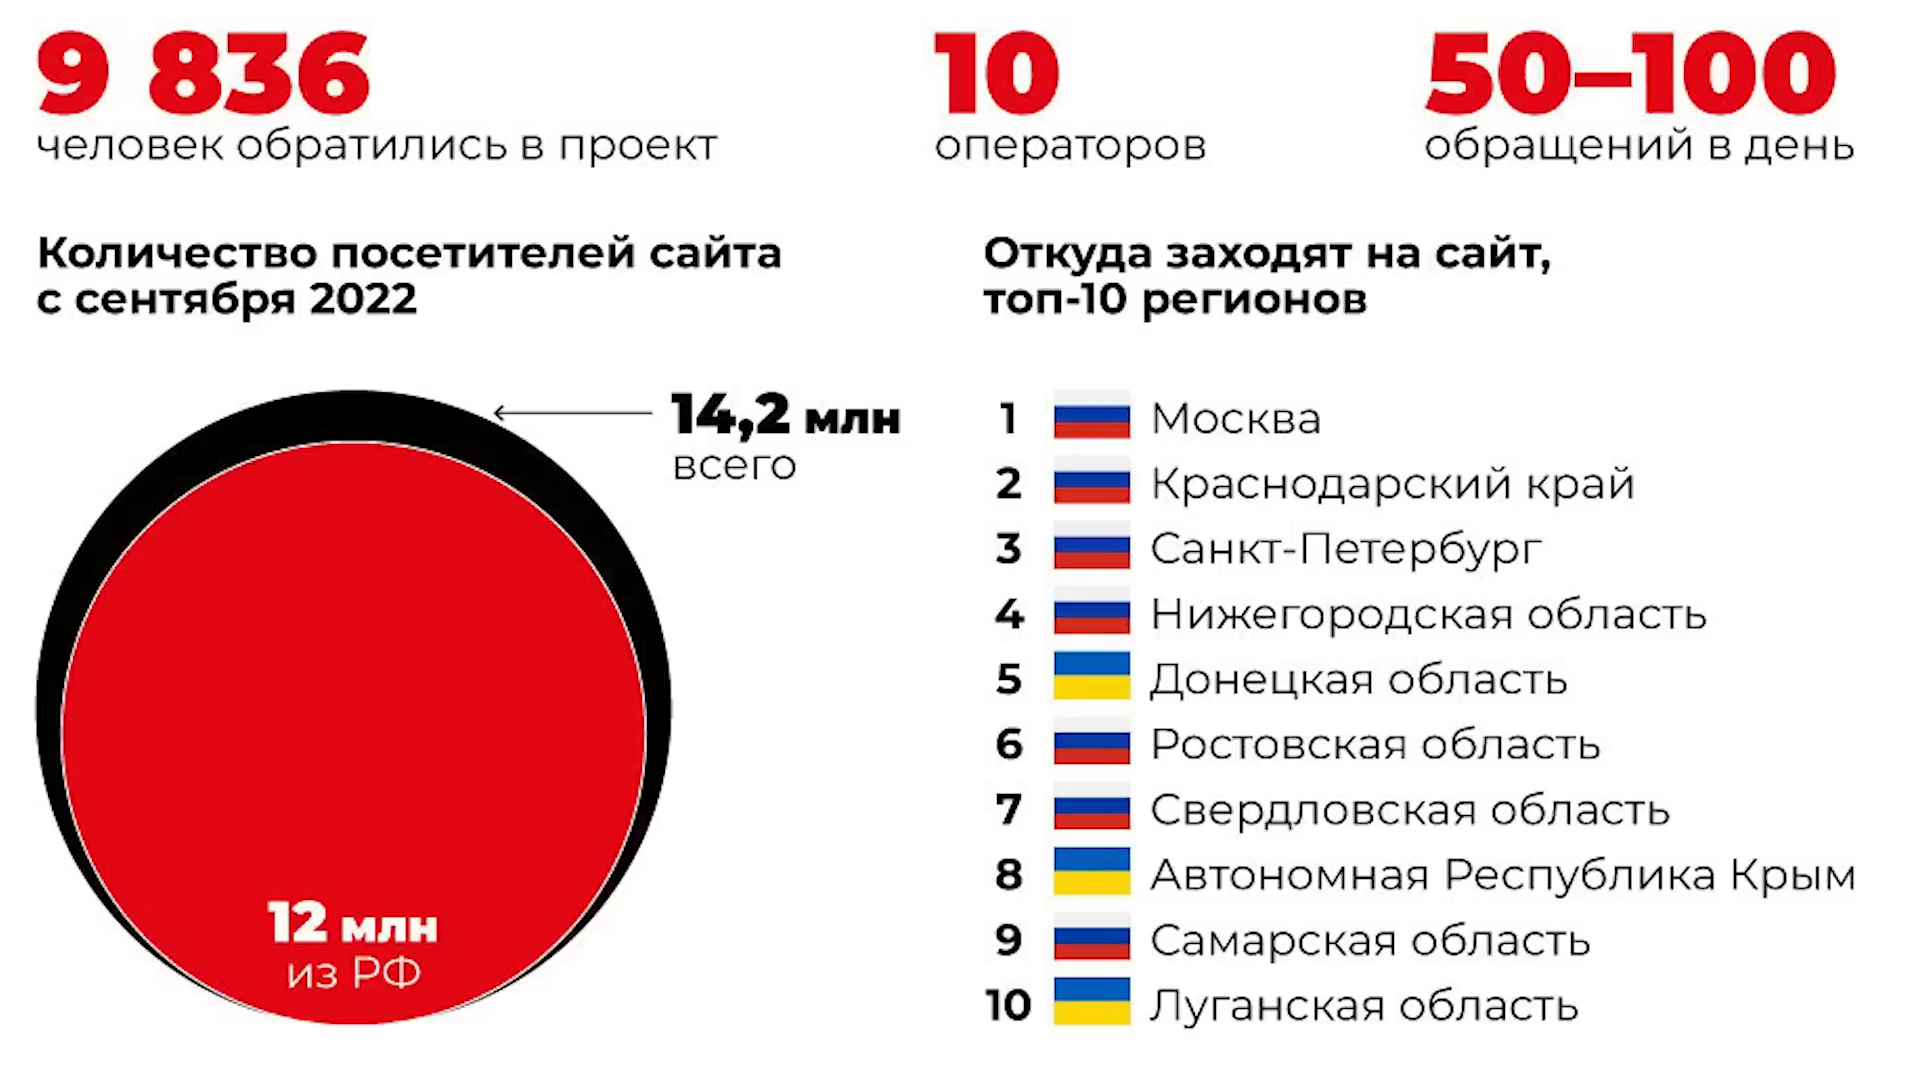 9 836
человек обратились в проект
10
операторов
50–100
обращений в день
Количество посетителей сайта
с сентября 2022
14,2 млн
всего
12 млн
из РФ
Откуда заходят на сайт,
топ-10 регионов
1 Москва
2 Краснодарский край
3 Санкт-Петербург
4 Нижегородская область
5 Донецкая область
6 Ростовская область
7 Свердловская область
8 Автономная Республика Крым
9 Самарская область
10 Луганская область